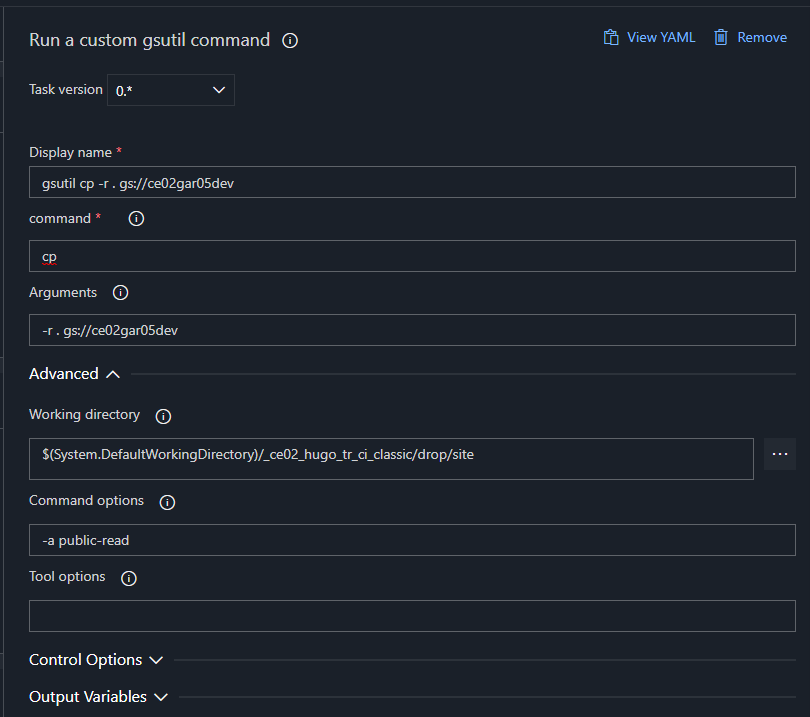 Run a custom gsutil command
View YAML
Remove
Task version 0.*
Display name *
gsutil cp -r . gs://ce02gar05dev
command *
cp
Arguments
-r . gs://ce02gar05dev
Advanced
Working directory
$(System.DefaultWorkingDirectory)/_ce02_hugo_tr_ci_classic/drop/site
...
Command options
-a public-read
Tool options
Control Options
Output Variables